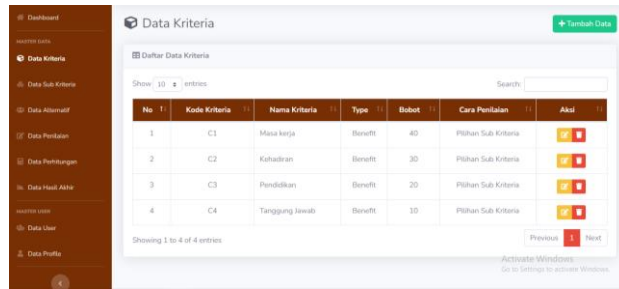 Dashboard
MASTER DATA
Data Kriteria
Data Sub Kriteria
Data Alternatif
Data Penilaian
Data Perhitungan
Data Hasil Akhir
MASTER USER
Data User
Data Profile
Data Kriteria
+ Tambah Data
Daftar Data Kriteria
Show 10 entries
Search:
No Kode Kriteria Nama Kriteria Type Bobot Cara Penilaian Aksi
1 C1 Masa kerja Benefit 40 Pilihan Sub Kriteria
2 C2 Kehadiran Benefit 30 Pilihan Sub Kriteria
3 C3 Pendidikan Benefit 20 Pilihan Sub Kriteria
4 C4 Tanggung Jawab Benefit 10 Pilihan Sub Kriteria
Showing 1 to 4 of 4 entries
Previous 1 Next
Activate Windows
Go to Settings to activate Windows.